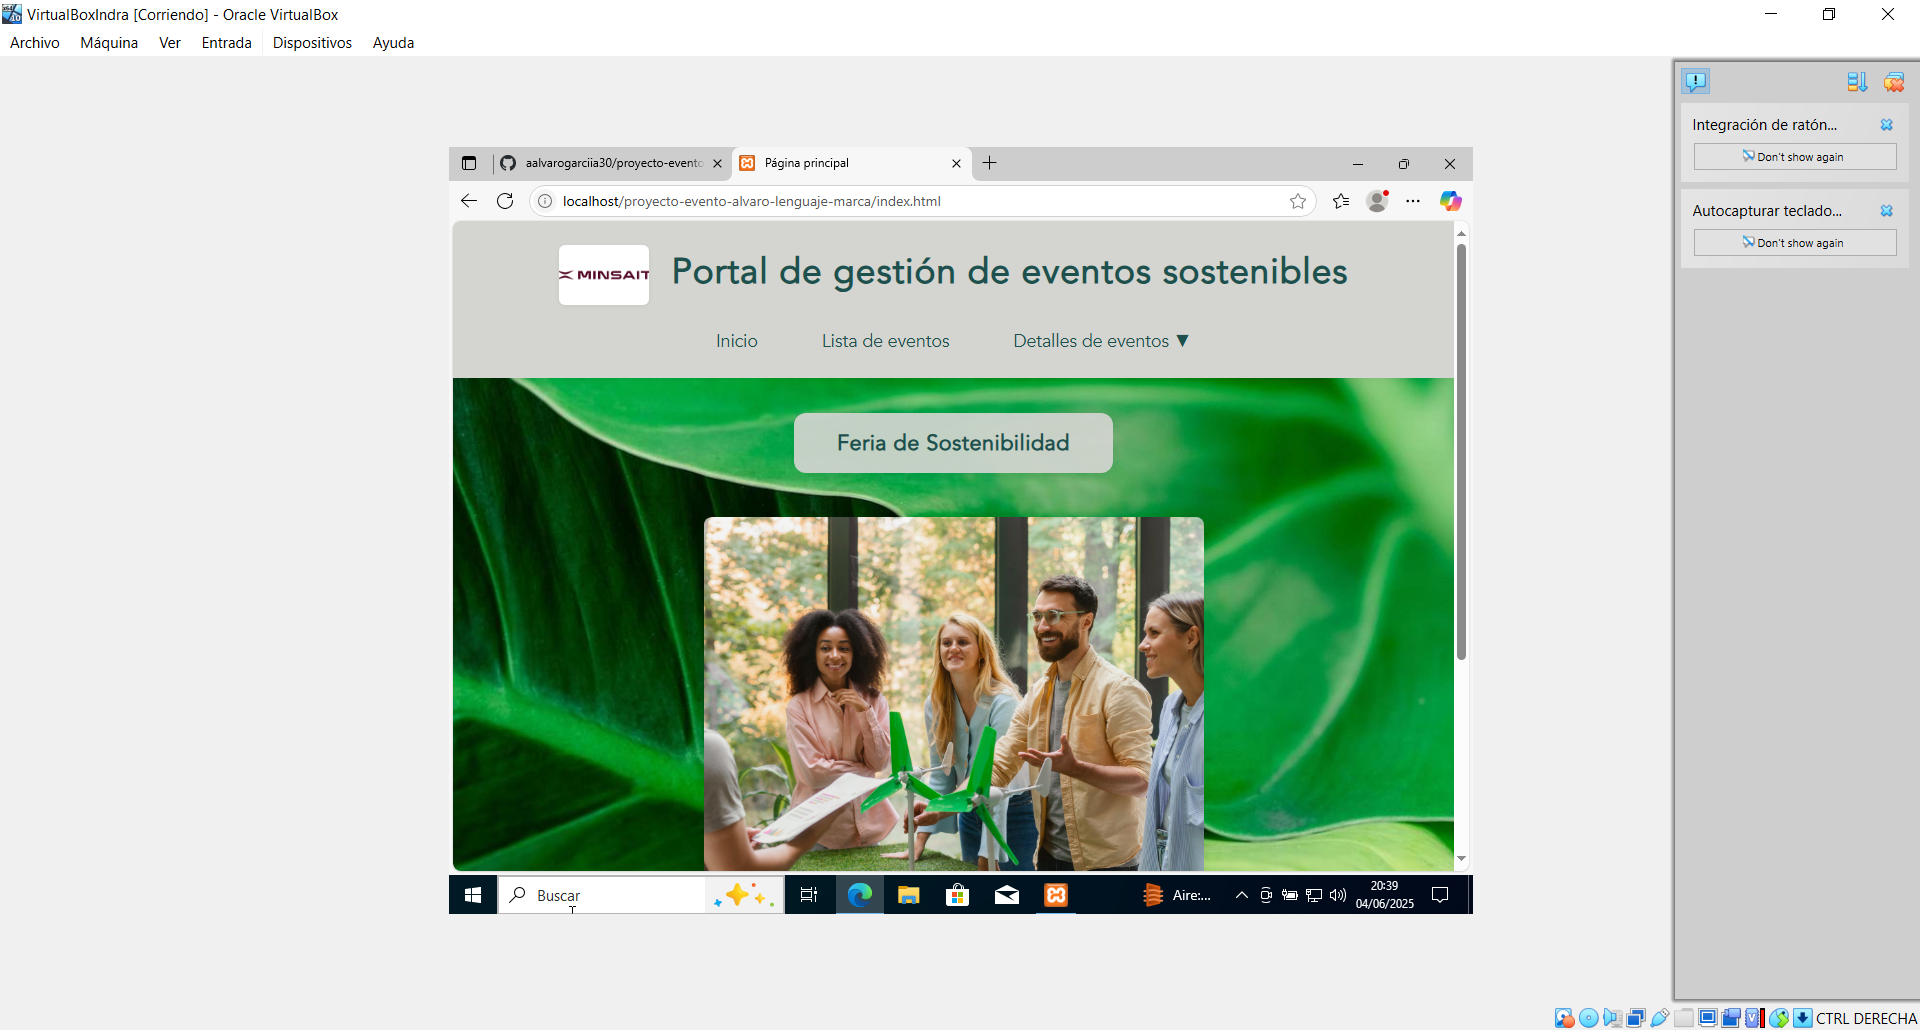 VirtualBoxIndra [Corriendo] - Oracle VirtualBox
Archivo Máquina Ver Entrada Dispositivos Ayuda
Integración de ratón...
Don't show again
Autocapturar teclado...
Don't show again
aalvarogarciia30/proyecto-evento
Página principal
localhost/proyecto-evento-alvaro-lenguaje-marca/index.html
MINSAIT
Portal de gestión de eventos sostenibles
Inicio Lista de eventos Detalles de eventos ▼
Feria de Sostenibilidad
Buscar
Aire:...
20:39
04/06/2025
CTRL DERECHA